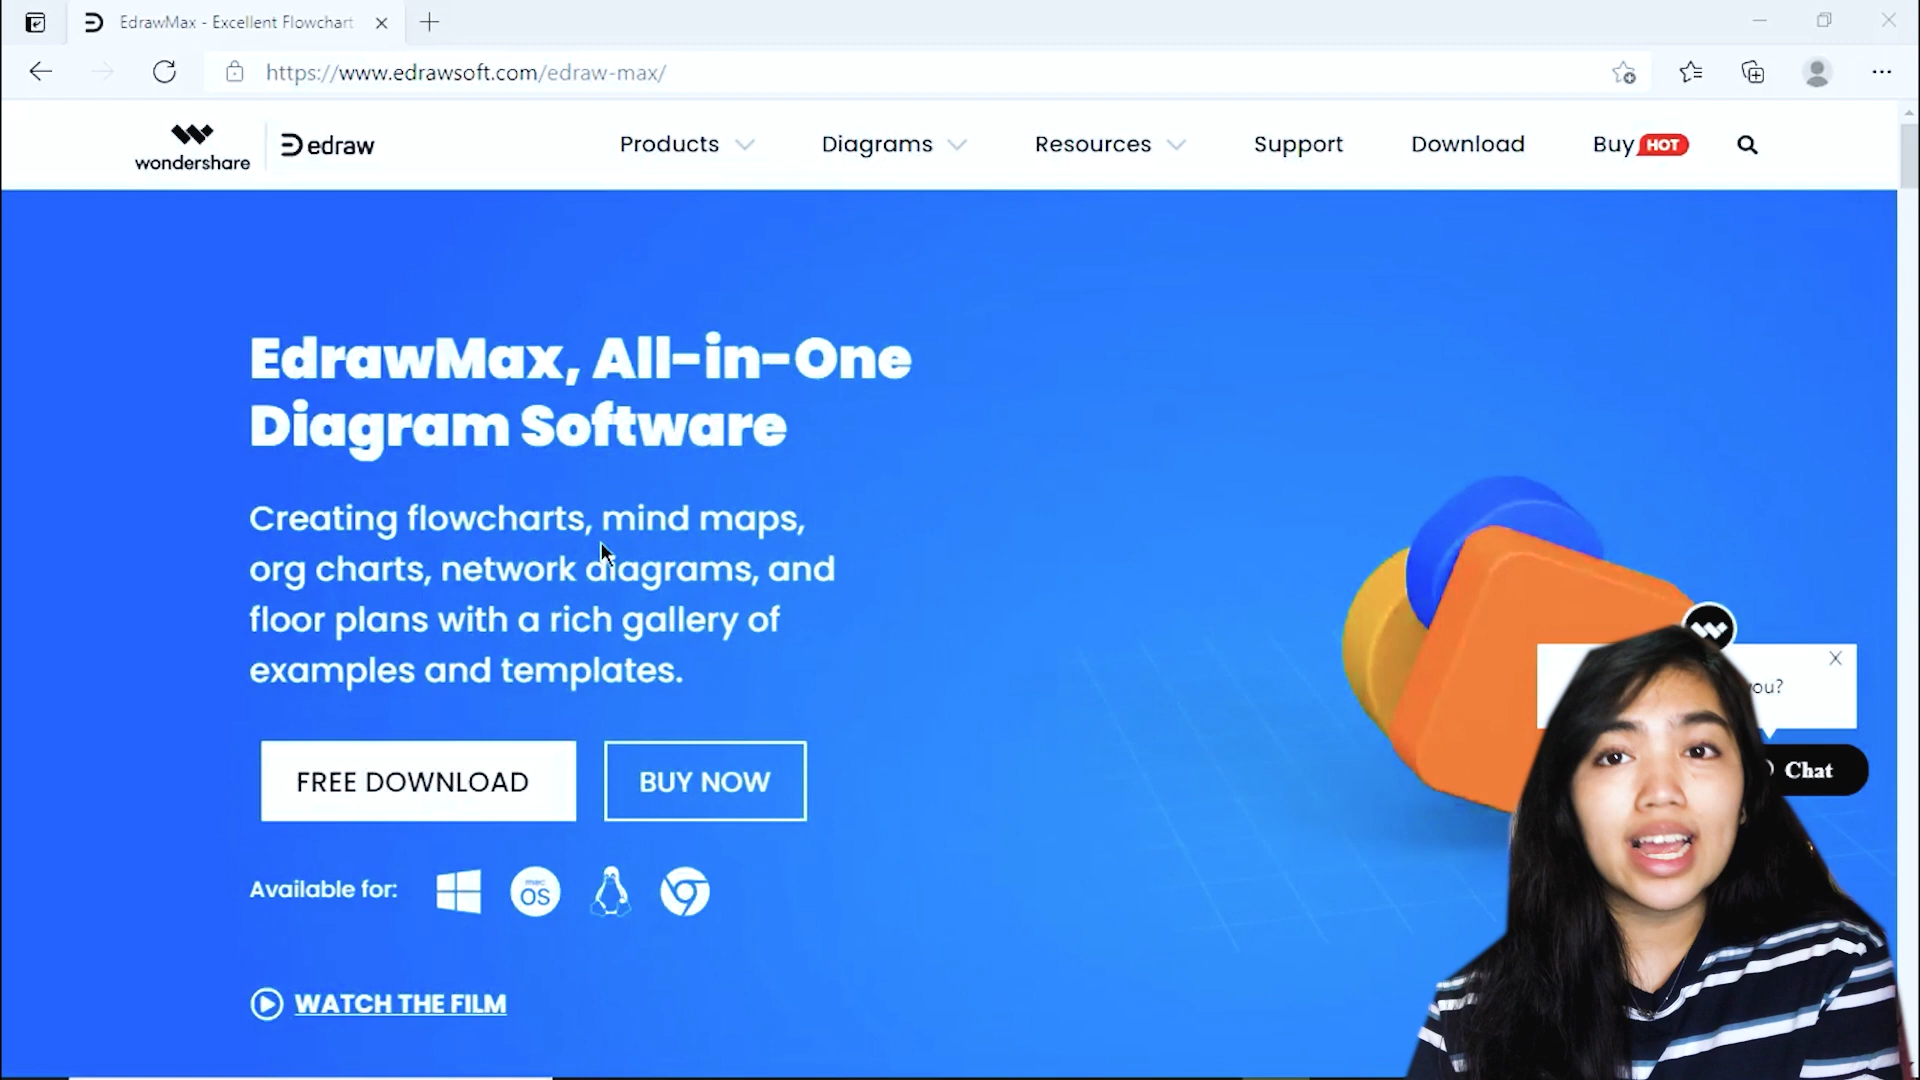 EdrawMax - Excellent Flowchart
https://www.edrawsoft.com/edraw-max/
wondershare
edraw
Products
Diagrams
Resources
Support
Download
Buy HOT
EdrawMax, All-in-One
Diagram Software
Creating flowcharts, mind maps,
org charts, network diagrams, and
floor plans with a rich gallery of
examples and templates.
you?
Chat
FREE DOWNLOAD
BUY NOW
Available for:
mac
OS
WATCH THE FILM